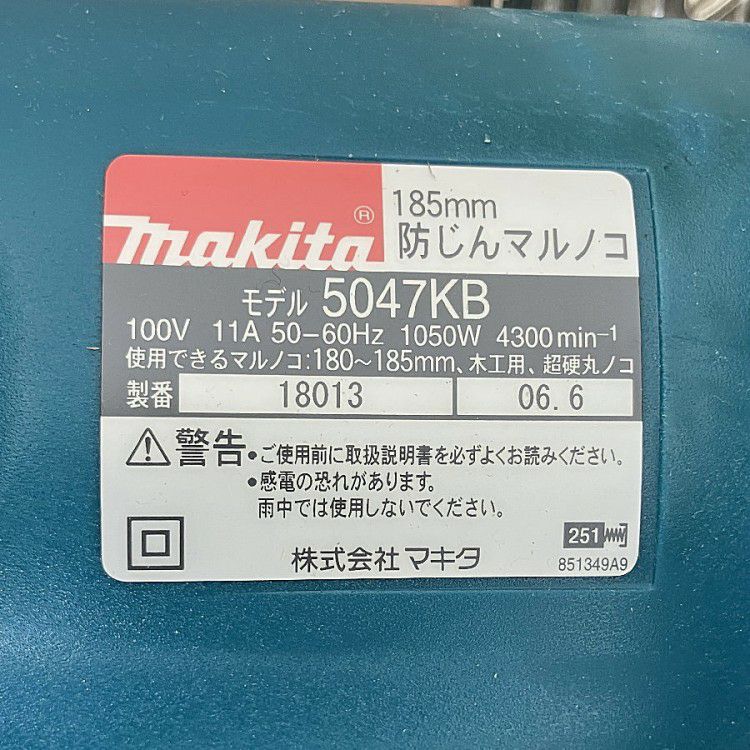 makita®
185mm
防じんマルノコ
モデル 5047KB
100V 11A 50-60Hz 1050W 4300min⁻¹
使用できるマルノコ:180~185mm、木工用、超硬丸ノコ
製番 18013 06.6
警告 •ご使用前に取扱説明書を必ずよくお読みください。
•感電の恐れがあります。
雨中では使用しないでください。
251
株式会社 マキタ
851349A9